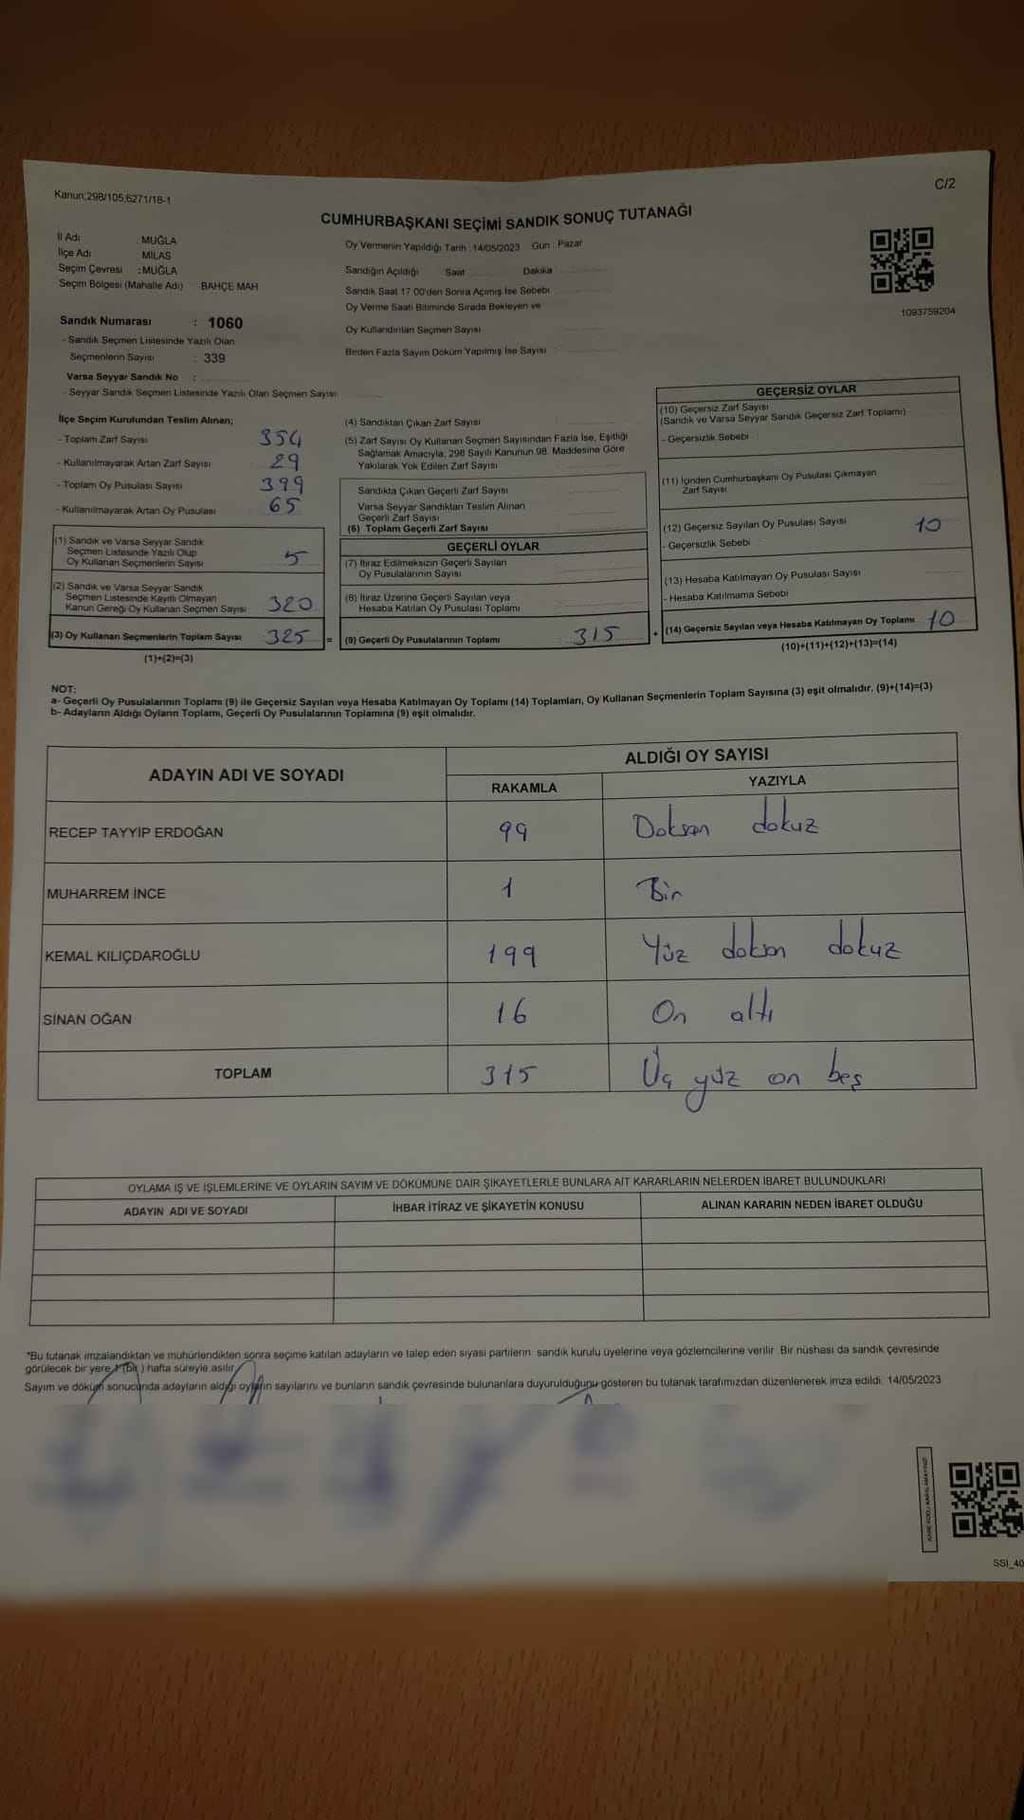 Kanun;298/105,6271/18-1
C/2
CUMHURBAŞKANI SEÇİMİ SANDIK SONUÇ TUTANAĞI
İl Adı : MUĞLA
İlçe Adı : MİLAS
Seçim Çevresi : MUĞLA
Seçim Bölgesi (Mahalle Adı) BAHÇE MAH
Oy Vermenin Yapıldığı Tarih : 14/05/2023 Gün : Pazar
Sandığın Açıldığı Saat Dakika
Sandık Saat 17:00'den Sonra Açımış İse Sebebi
Oy Verme Saati Bitiminde Sırada Bekleyen ve
Oy Kullandırılan Seçmen Sayısı
Birden Fazla Sayım Döküm Yapılmış İse Sayısı
1093759204
Sandık Numarası : 1060
- Sandık Seçmen Listesinde Yazılı Olan
Seçmenlerin Sayısı : 339
Varsa Seyyar Sandık No :
- Seyyar Sandık Seçmen Listesinde Yazılı Olan Seçmen Sayısı
İlçe Seçim Kurulundan Teslim Alınan;
- Toplam Zarf Sayısı 354
- Kullanılmayarak Artan Zarf Sayısı 29
- Toplam Oy Pusulası Sayısı 399
- Kullanılmayarak Artan Oy Pusulası 65
(1) Sandık ve Varsa Seyyar Sandık
Seçmen Listesinde Yazılı Olup
Oy Kullanan Seçmenlerin Sayısı 5
(2) Sandık ve Varsa Seyyar Sandık
Seçmen Listesinde Kayıtlı Olmayan
Kanun Gereği Oy Kullanan Seçmen Sayısı 320
(3) Oy Kullanan Seçmenlerin Toplam Sayısı 325 =
(1)+(2)=(3)
(4) Sandıktan Çıkan Zarf Sayısı
(5) Zarf Sayısı Oy Kullanan Seçmen Sayısından Fazla İse, Eşitliği
Sağlamak Amacıyla, 298 Sayılı Kanunun 98. Maddesine Göre
Yakılarak Yok Edilen Zarf Sayısı
Sandıkta Çıkan Geçerli Zarf Sayısı
Varsa Seyyar Sandıktan Teslim Alınan
Geçerli Zarf Sayısı
(6) Toplam Geçerli Zarf Sayısı
GEÇERLİ OYLAR
(7) İtiraz Edilmeksizin Geçerli Sayılan
Oy Pusulalarının Sayısı
(8) İtiraz Üzerine Geçerli Sayılan veya
Hesaba Katılan Oy Pusulası Toplamı
(9) Geçerli Oy Pusulalarının Toplamı 315 +
GEÇERSİZ OYLAR
(10) Geçersiz Zarf Sayısı
(Sandık ve Varsa Seyyar Sandık Geçersiz Zarf Toplamı)
- Geçersizlik Sebebi
(11) İçinden Cumhurbaşkanı Oy Pusulası Çıkmayan
Zarf Sayısı
(12) Geçersiz Sayılan Oy Pusulası Sayısı 10
- Geçersizlik Sebebi
(13) Hesaba Katılmayan Oy Pusulası Sayısı
- Hesaba Katılmama Sebebi
(14) Geçersiz Sayılan veya Hesaba Katılmayan Oy Toplamı 10
(10)+(11)+(12)+(13)=(14)
NOT:
a- Geçerli Oy Pusulalarının Toplamı (9) ile Geçersiz Sayılan veya Hesaba Katılmayan Oy Toplamı (14) Toplamları, Oy Kullanan Seçmenlerin Toplam Sayısına (3) eşit olmalıdır. (9)+(14)=(3)
b- Adayların Aldığı Oyların Toplamı, Geçerli Oy Pusulalarının Toplamına (9) eşit olmalıdır.
ADAYIN ADI VE SOYADI
ALDIĞI OY SAYISI
RAKAMLA YAZIYLA
RECEP TAYYİP ERDOĞAN 99 Doksan dokuz
MUHARREM İNCE 1 Bir
KEMAL KILIÇDAROĞLU 199 Yüz doksan dokuz
SİNAN OĞAN 16 On altı
TOPLAM 315 Üç yüz on beş
OYLAMA İŞ VE İŞLEMLERİNE VE OYLARIN SAYIM VE DÖKÜMÜNE DAİR ŞİKAYETLERLE BUNLARA AİT KARARLARIN NELERDEN İBARET BULUNDUKLARI
ADAYIN ADI VE SOYADI İHBAR İTİRAZ VE ŞİKAYETİN KONUSU ALINAN KARARIN NEDEN İBARET OLDUĞU
*Bu tutanak imzalandıktan ve mühürlendikten sonra seçime katılan adayların ve talep eden siyasi partilerin sandık kurulu üyelerine veya gözlemcilerine verilir. Bir nüshası da sandık çevresinde
görülecek bir yere 1 (bir) hafta süreyle asılır.
Sayım ve döküm sonucunda adayların aldığı oyların sayılarını ve bunların sandık çevresinde bulunanlara duyurulduğunu gösteren bu tutanak tarafımızdan düzenlenerek imza edildi. 14/05/2023
SSI_40